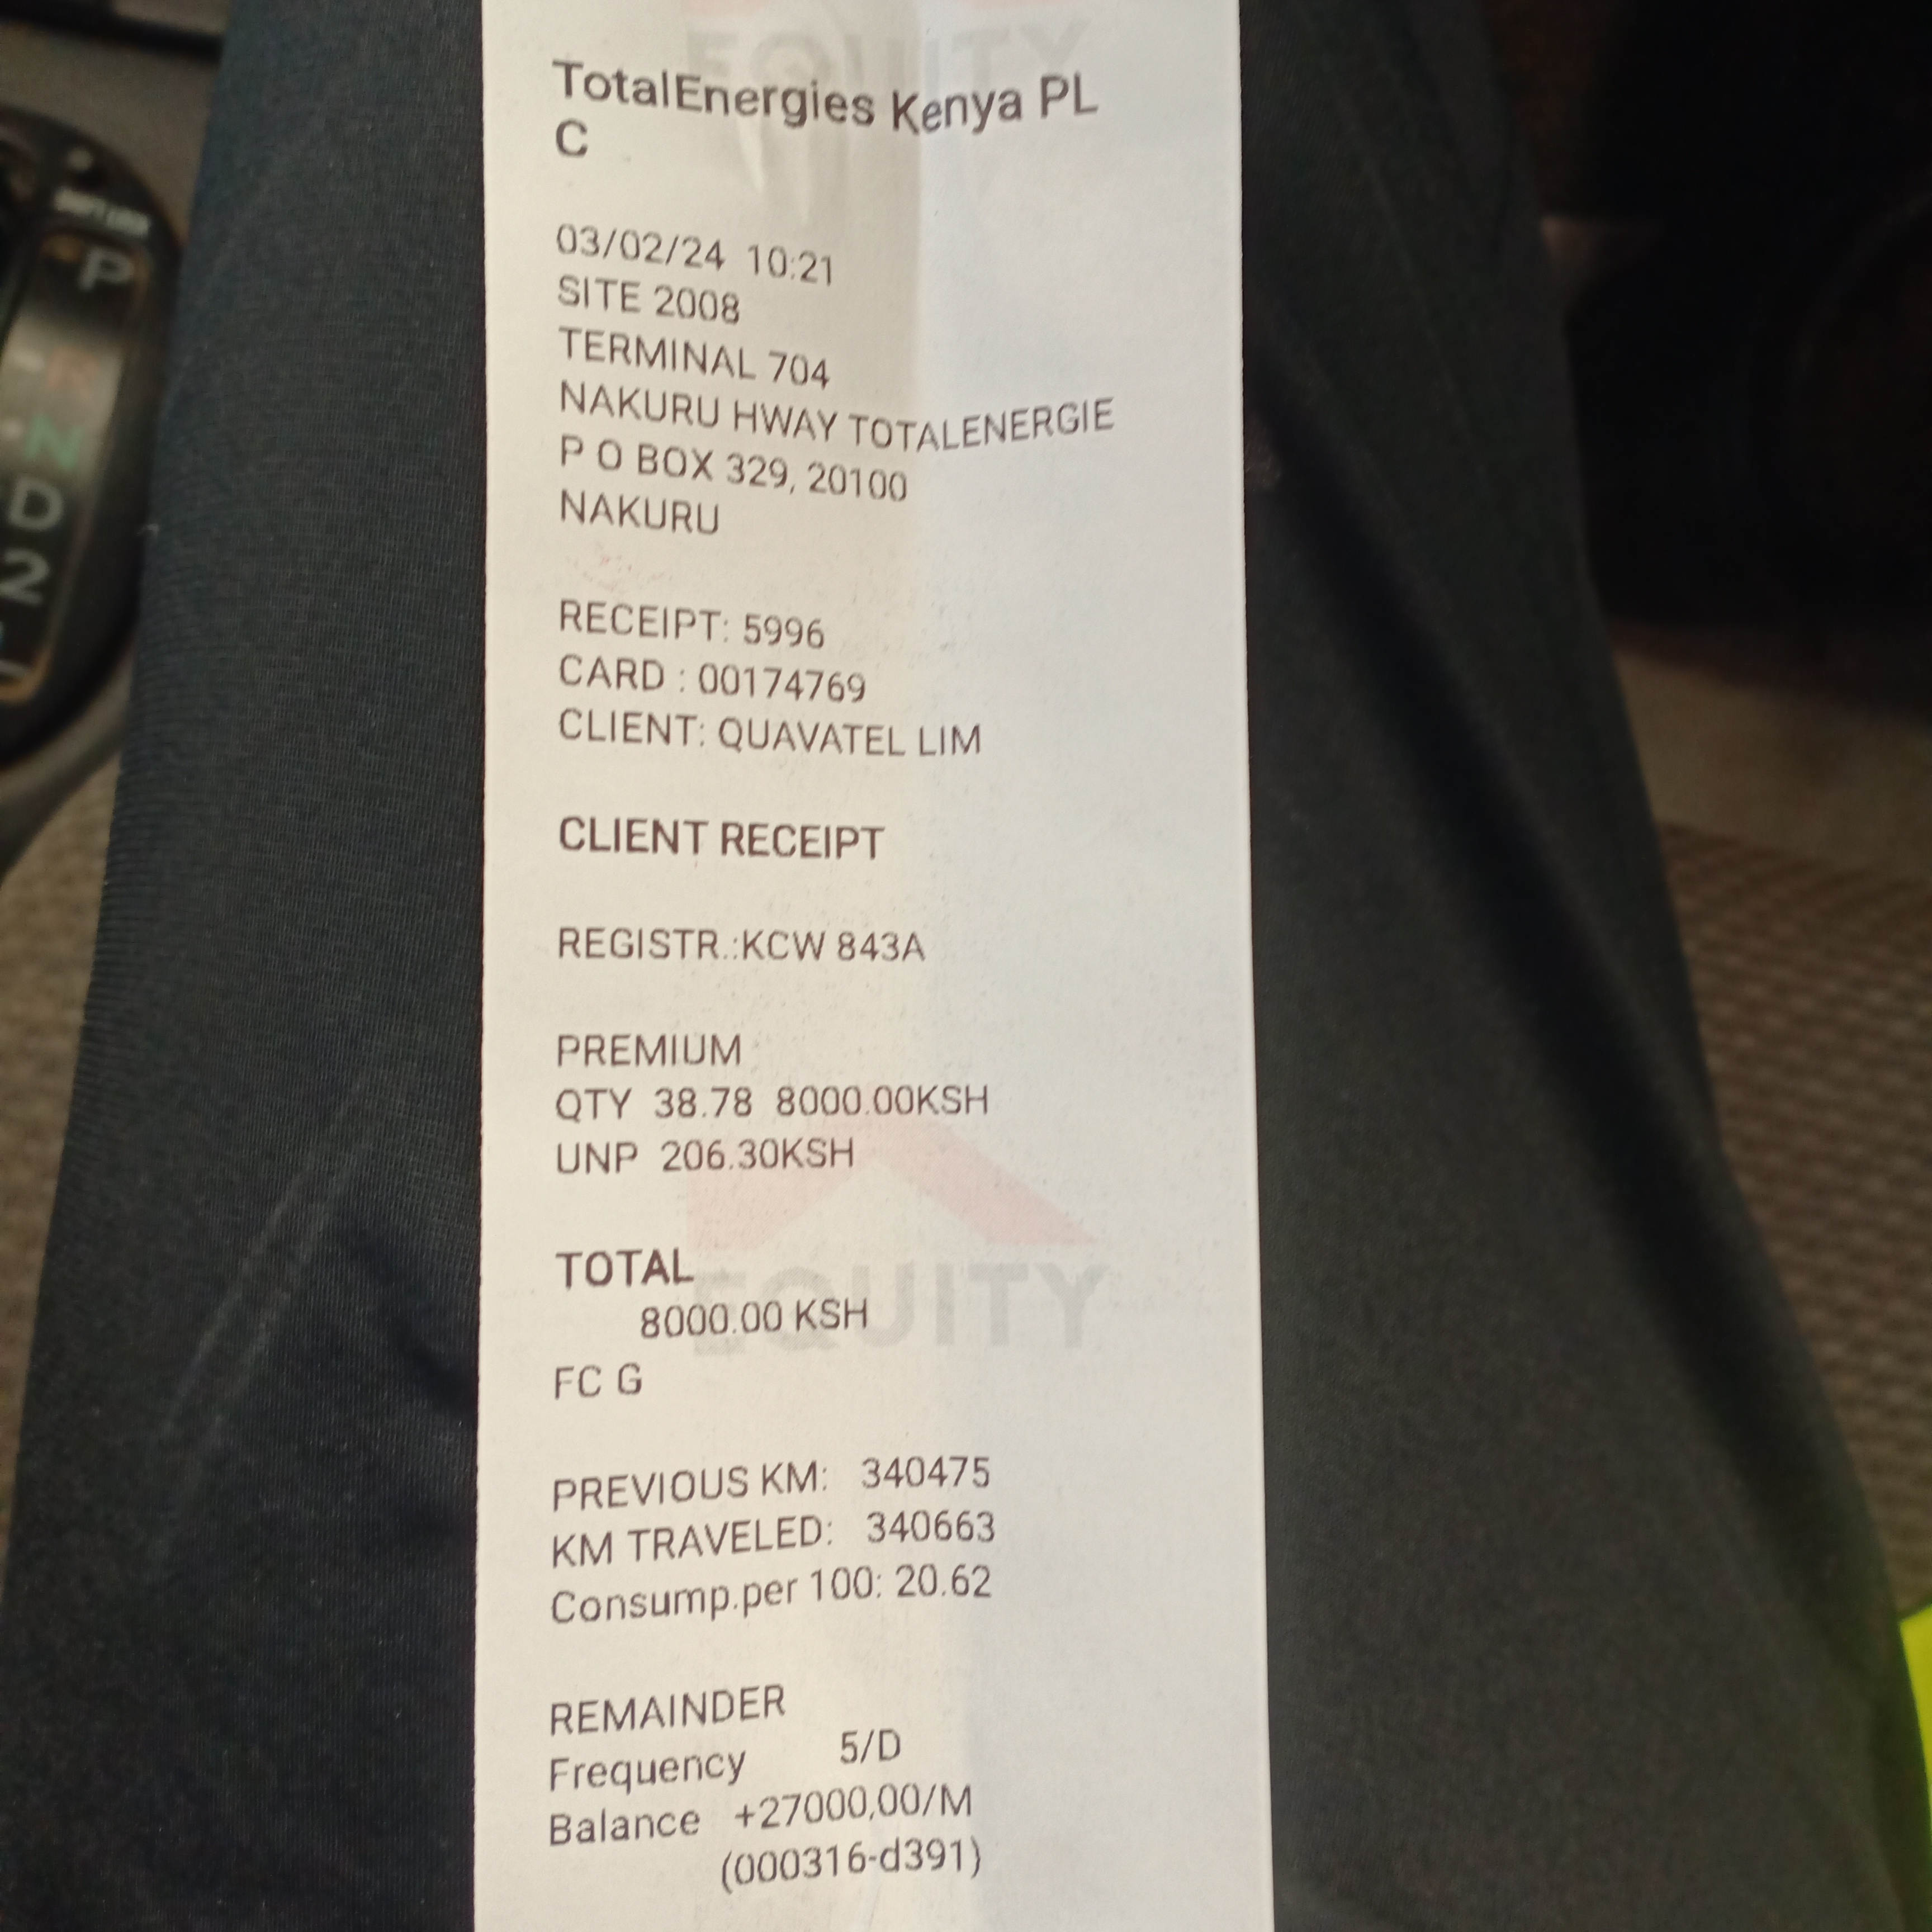 TotalEnergies Kenya PL
C
03/02/24 10:21
SITE 2008
TERMINAL 704
NAKURU HWAY TOTALENERGIE
P O BOX 329, 20100
NAKURU
RECEIPT: 5996
CARD : 00174769
CLIENT: QUAVATEL LIM
CLIENT RECEIPT
REGISTR.:KCW 843A
PREMIUM
QTY 38.78 8000.00KSH
UNP 206.30KSH
TOTAL
8000.00 KSH
FC G
PREVIOUS KM: 340475
KM TRAVELED: 340663
Consump.per 100: 20.62
REMAINDER
Frequency 5/D
Balance +27000,00/M
(000316-d391)
EQUITY
EQUITY
P
R
N
D
2